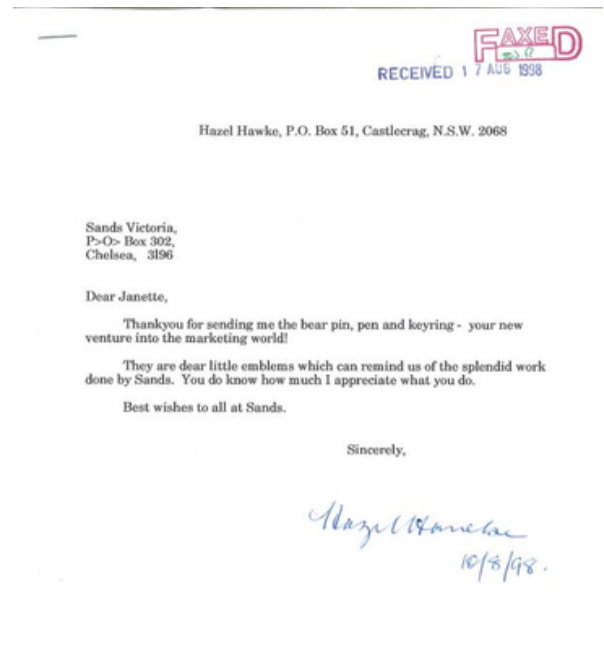 FAXED
RECEIVED 17 AUG 1998
Hazel Hawke, P.O. Box 51, Castlecrag, N.S.W. 2068
Sands Victoria,
P>O> Box 302,
Chelsea, 3196
Dear Janette,
Thankyou for sending me the bear pin, pen and keyring - your new
venture into the marketing world!
They are dear little emblems which can remind us of the splendid work
done by Sands. You do know how much I appreciate what you do.
Best wishes to all at Sands.
Sincerely,
Hazel Hawke
10/8/98.